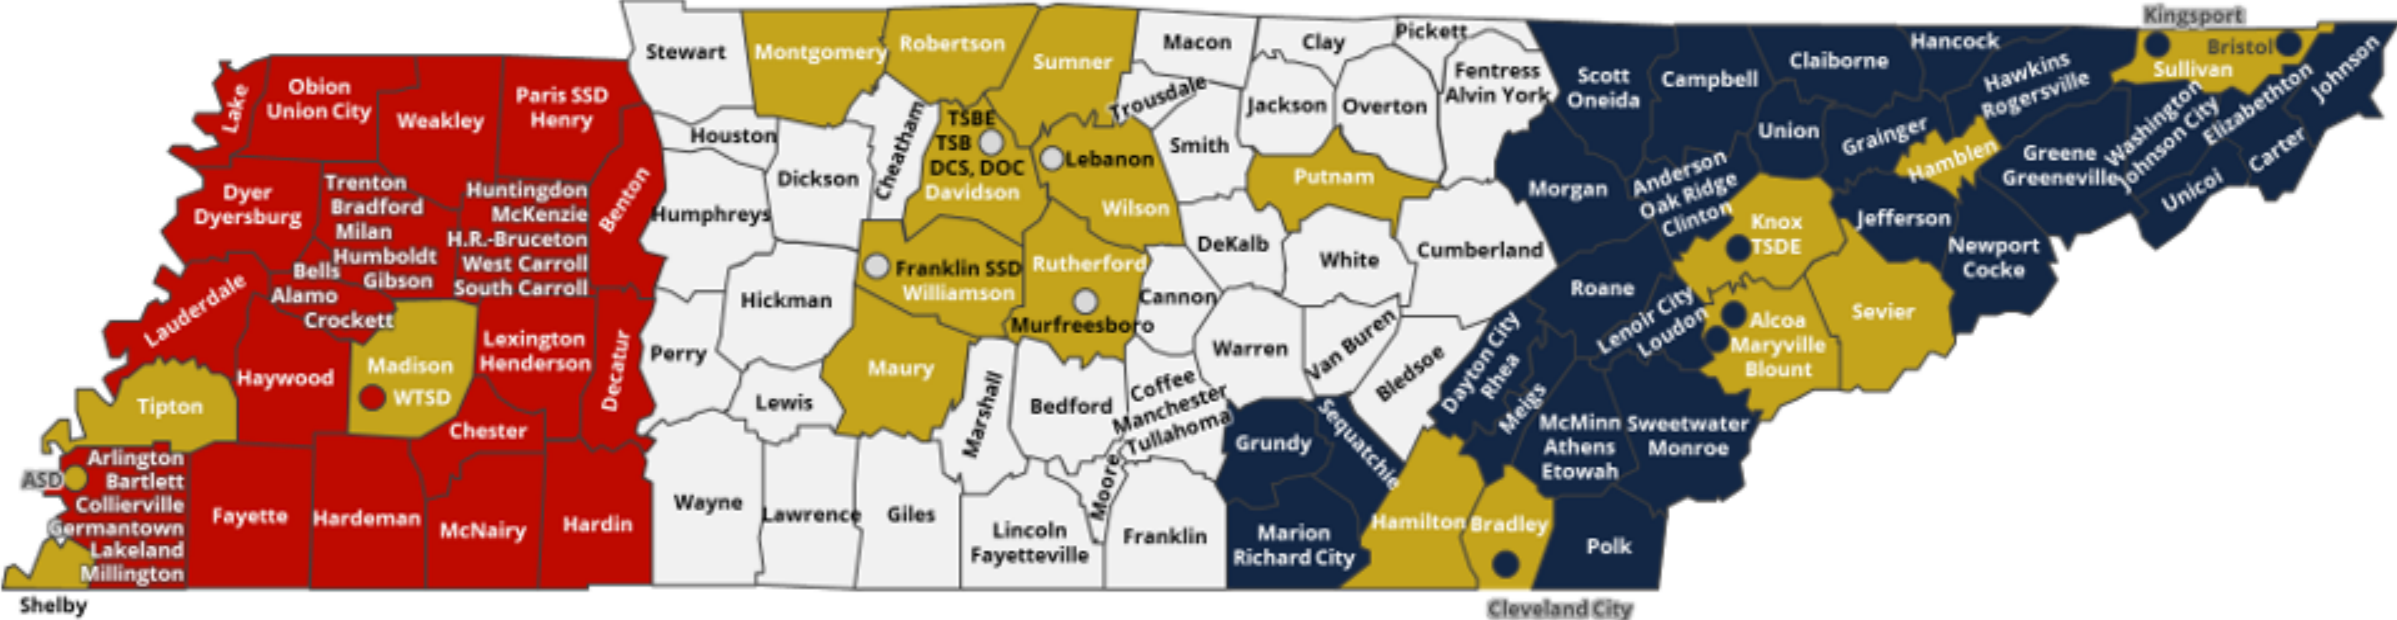 Lake
Obion
Union City
Weakley
Paris SSD
Henry
Dyer
Dyersburg
Trenton
Bradford
Milan
Humboldt
Gibson
Huntingdon
McKenzie
H.R.-Bruceton
West Carroll
South Carroll
Benton
Lauderdale
Bells
Alamo
Crockett
Tipton
Haywood
Madison
WTSD
Lexington
Henderson
Decatur
Chester
ASD
Arlington
Bartlett
Collierville
Germantown
Lakeland
Millington
Shelby
Fayette
Hardeman
McNairy
Hardin
Stewart
Montgomery
Robertson
Sumner
Macon
Clay
Pickett
Houston
Dickson
Cheatham
TSBE
TSB
DCS, DOC
Davidson
Lebanon
Wilson
Trousdale
Smith
Jackson
Overton
Fentress
Alvin York
Humphreys
Putnam
Hickman
Franklin SSD
Williamson
Rutherford
Murfreesboro
Cannon
DeKalb
White
Cumberland
Perry
Lewis
Maury
Marshall
Bedford
Coffee
Manchester
Tullahoma
Warren
Van Buren
Bledsoe
Wayne
Lawrence
Giles
Lincoln
Fayetteville
Moore
Franklin
Scott
Oneida
Campbell
Claiborne
Hancock
Hawkins
Rogersville
Kingsport
Bristol
Sullivan
Johnson
Morgan
Anderson
Oak Ridge
Clinton
Union
Grainger
Hamblen
Greene
Greeneville
Washington
Johnson City
Elizabethton
Carter
Unicoi
Knox
TSDE
Jefferson
Newport
Cocke
Roane
Lenoir City
Loudon
Alcoa
Maryville
Blount
Sevier
Dayton City
Rhea
Meigs
McMinn
Athens
Etowah
Sweetwater
Monroe
Grundy
Sequatchie
Marion
Richard City
Hamilton
Bradley
Polk
Cleveland City